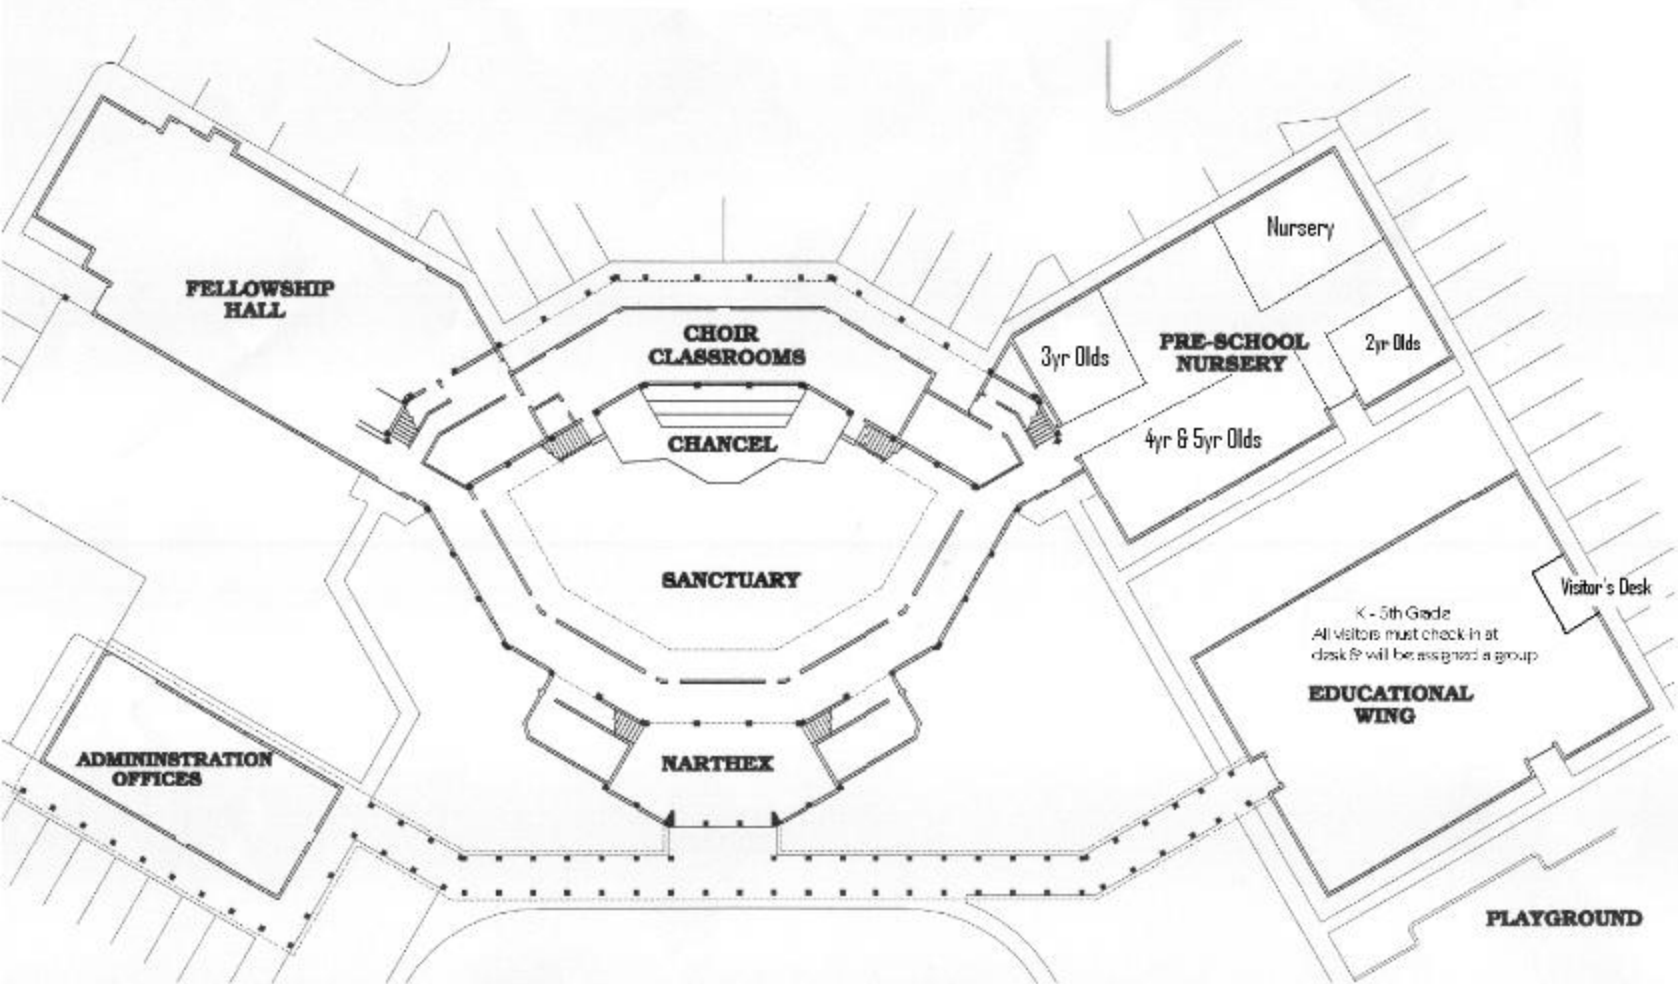 Nursery
FELLOWSHIP
HALL
CHOIR
CLASSROOMS
3yr Olds
PRE-SCHOOL
NURSERY
2yr Olds
CHANCEL
4yr & 5yr Olds
SANCTUARY
Visitor's Desk
K - 5th Grade
All visitors must check-in at
desk & will be assigned a group
EDUCATIONAL
WING
ADMININSTRATION
OFFICES
NARTHEX
PLAYGROUND